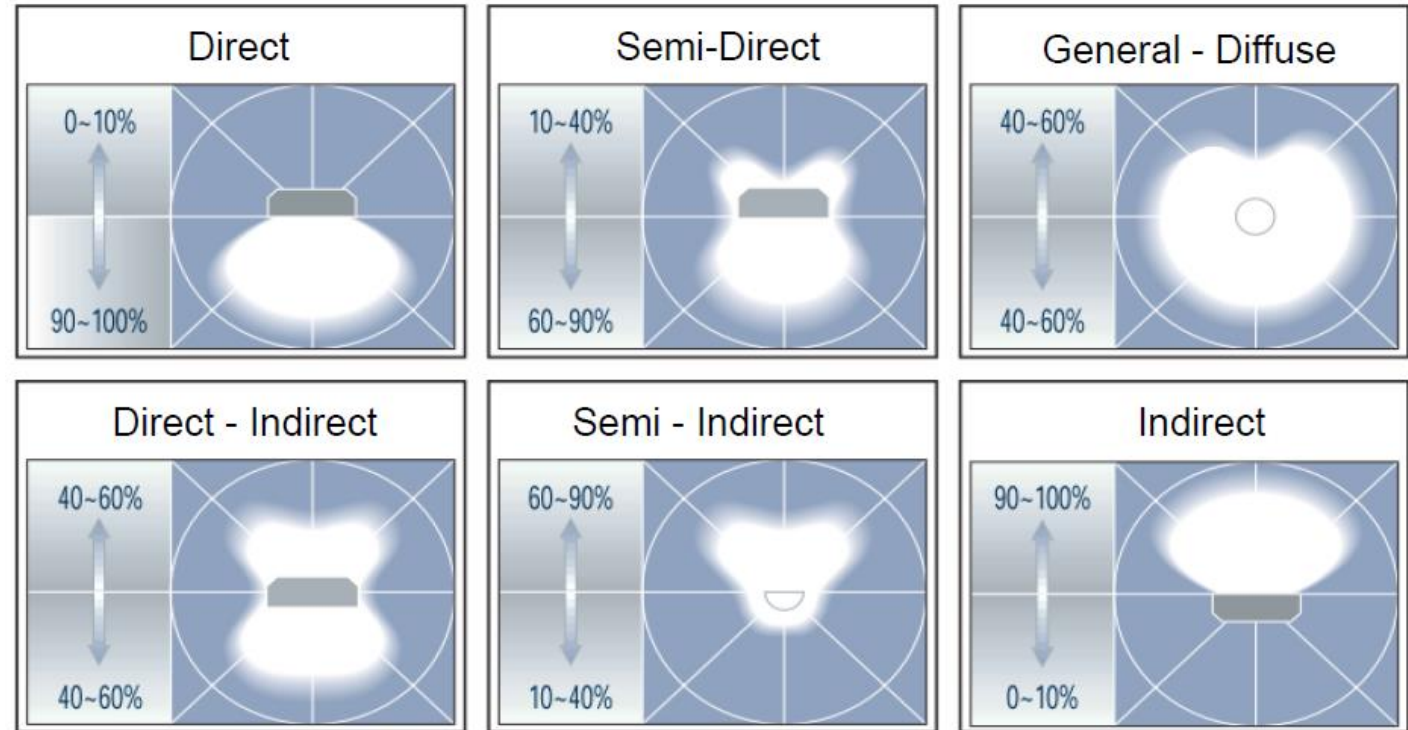 Direct
0~10%
90~100%
Semi-Direct
10~40%
60~90%
General - Diffuse
40~60%
40~60%
Direct - Indirect
40~60%
40~60%
Semi - Indirect
60~90%
10~40%
Indirect
90~100%
0~10%